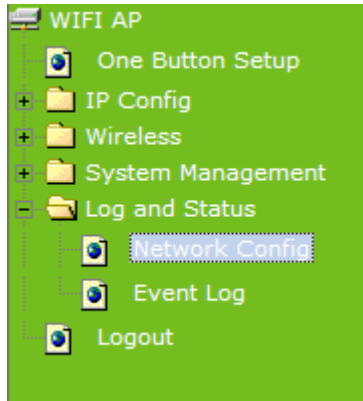 WIFI AP
One Button Setup
IP Config
Wireless
System Management
Log and Status
Network Config
Event Log
Logout